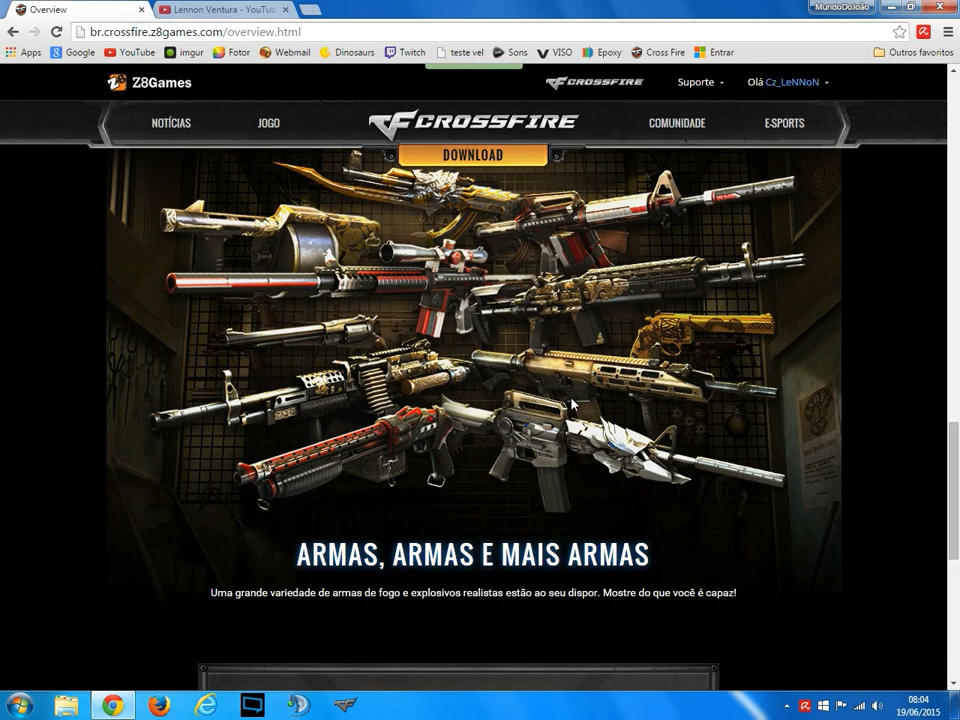 Overview
Lennon Ventura - YouTub
MundoDoJoão
br.crossfire.z8games.com/overview.html
Apps
Google
YouTube
imgur
Fotor
Webmail
Dinosaurs
Twitch
teste vel
Sons
VISO
Epoxy
Cross Fire
Entrar
Outros favoritos
Z8Games
CROSSFIRE
Suporte
Olá Cz_LeNNoN
NOTÍCIAS
JOGO
CROSSFIRE
COMUNIDADE
E-SPORTS
DOWNLOAD
ARMAS, ARMAS E MAIS ARMAS
Uma grande variedade de armas de fogo e explosivos realistas estão ao seu dispor. Mostre do que você é capaz!
08:04
19/06/2015